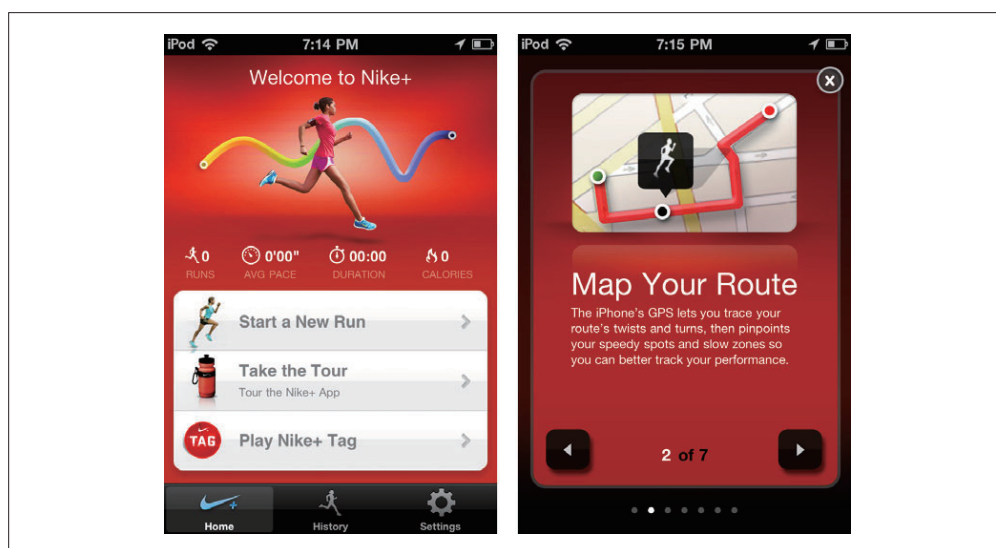 iPod 7:14 PM
Welcome to Nike+
0 0'00" 00:00 0
RUNS AVG PACE DURATION CALORIES
Start a New Run
Take the Tour
Tour the Nike+ App
TAG Play Nike+ Tag
Home History Settings
iPod 7:15 PM
Map Your Route
The iPhone's GPS lets you trace your
route's twists and turns, then pinpoints
your speedy spots and slow zones so
you can better track your performance.
2 of 7